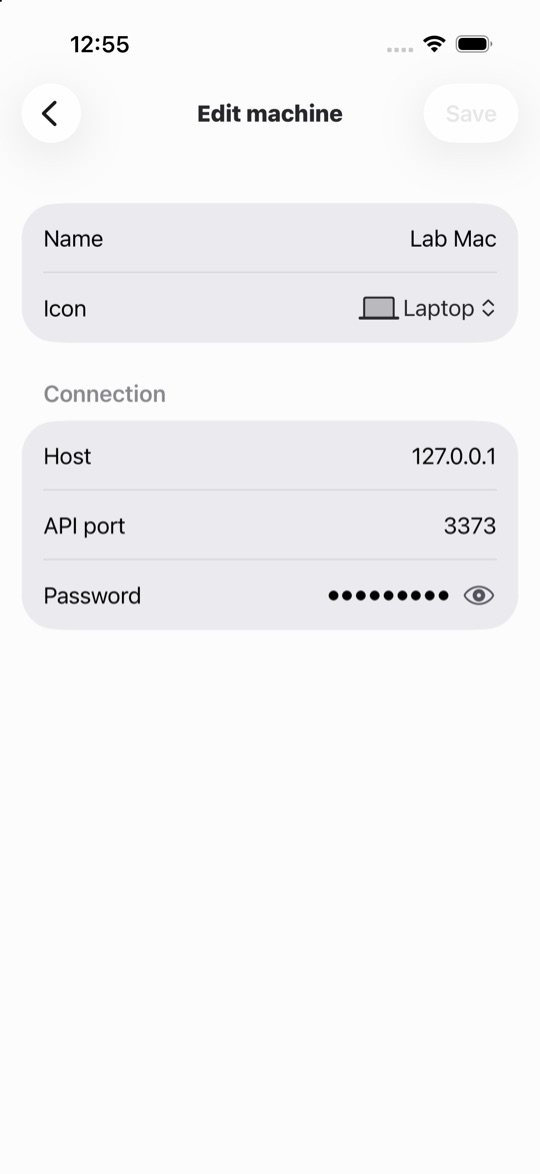 12:55
Edit machine
Save
Name Lab Mac
Icon Laptop
Connection
Host 127.0.0.1
API port 3373
Password •••••••••